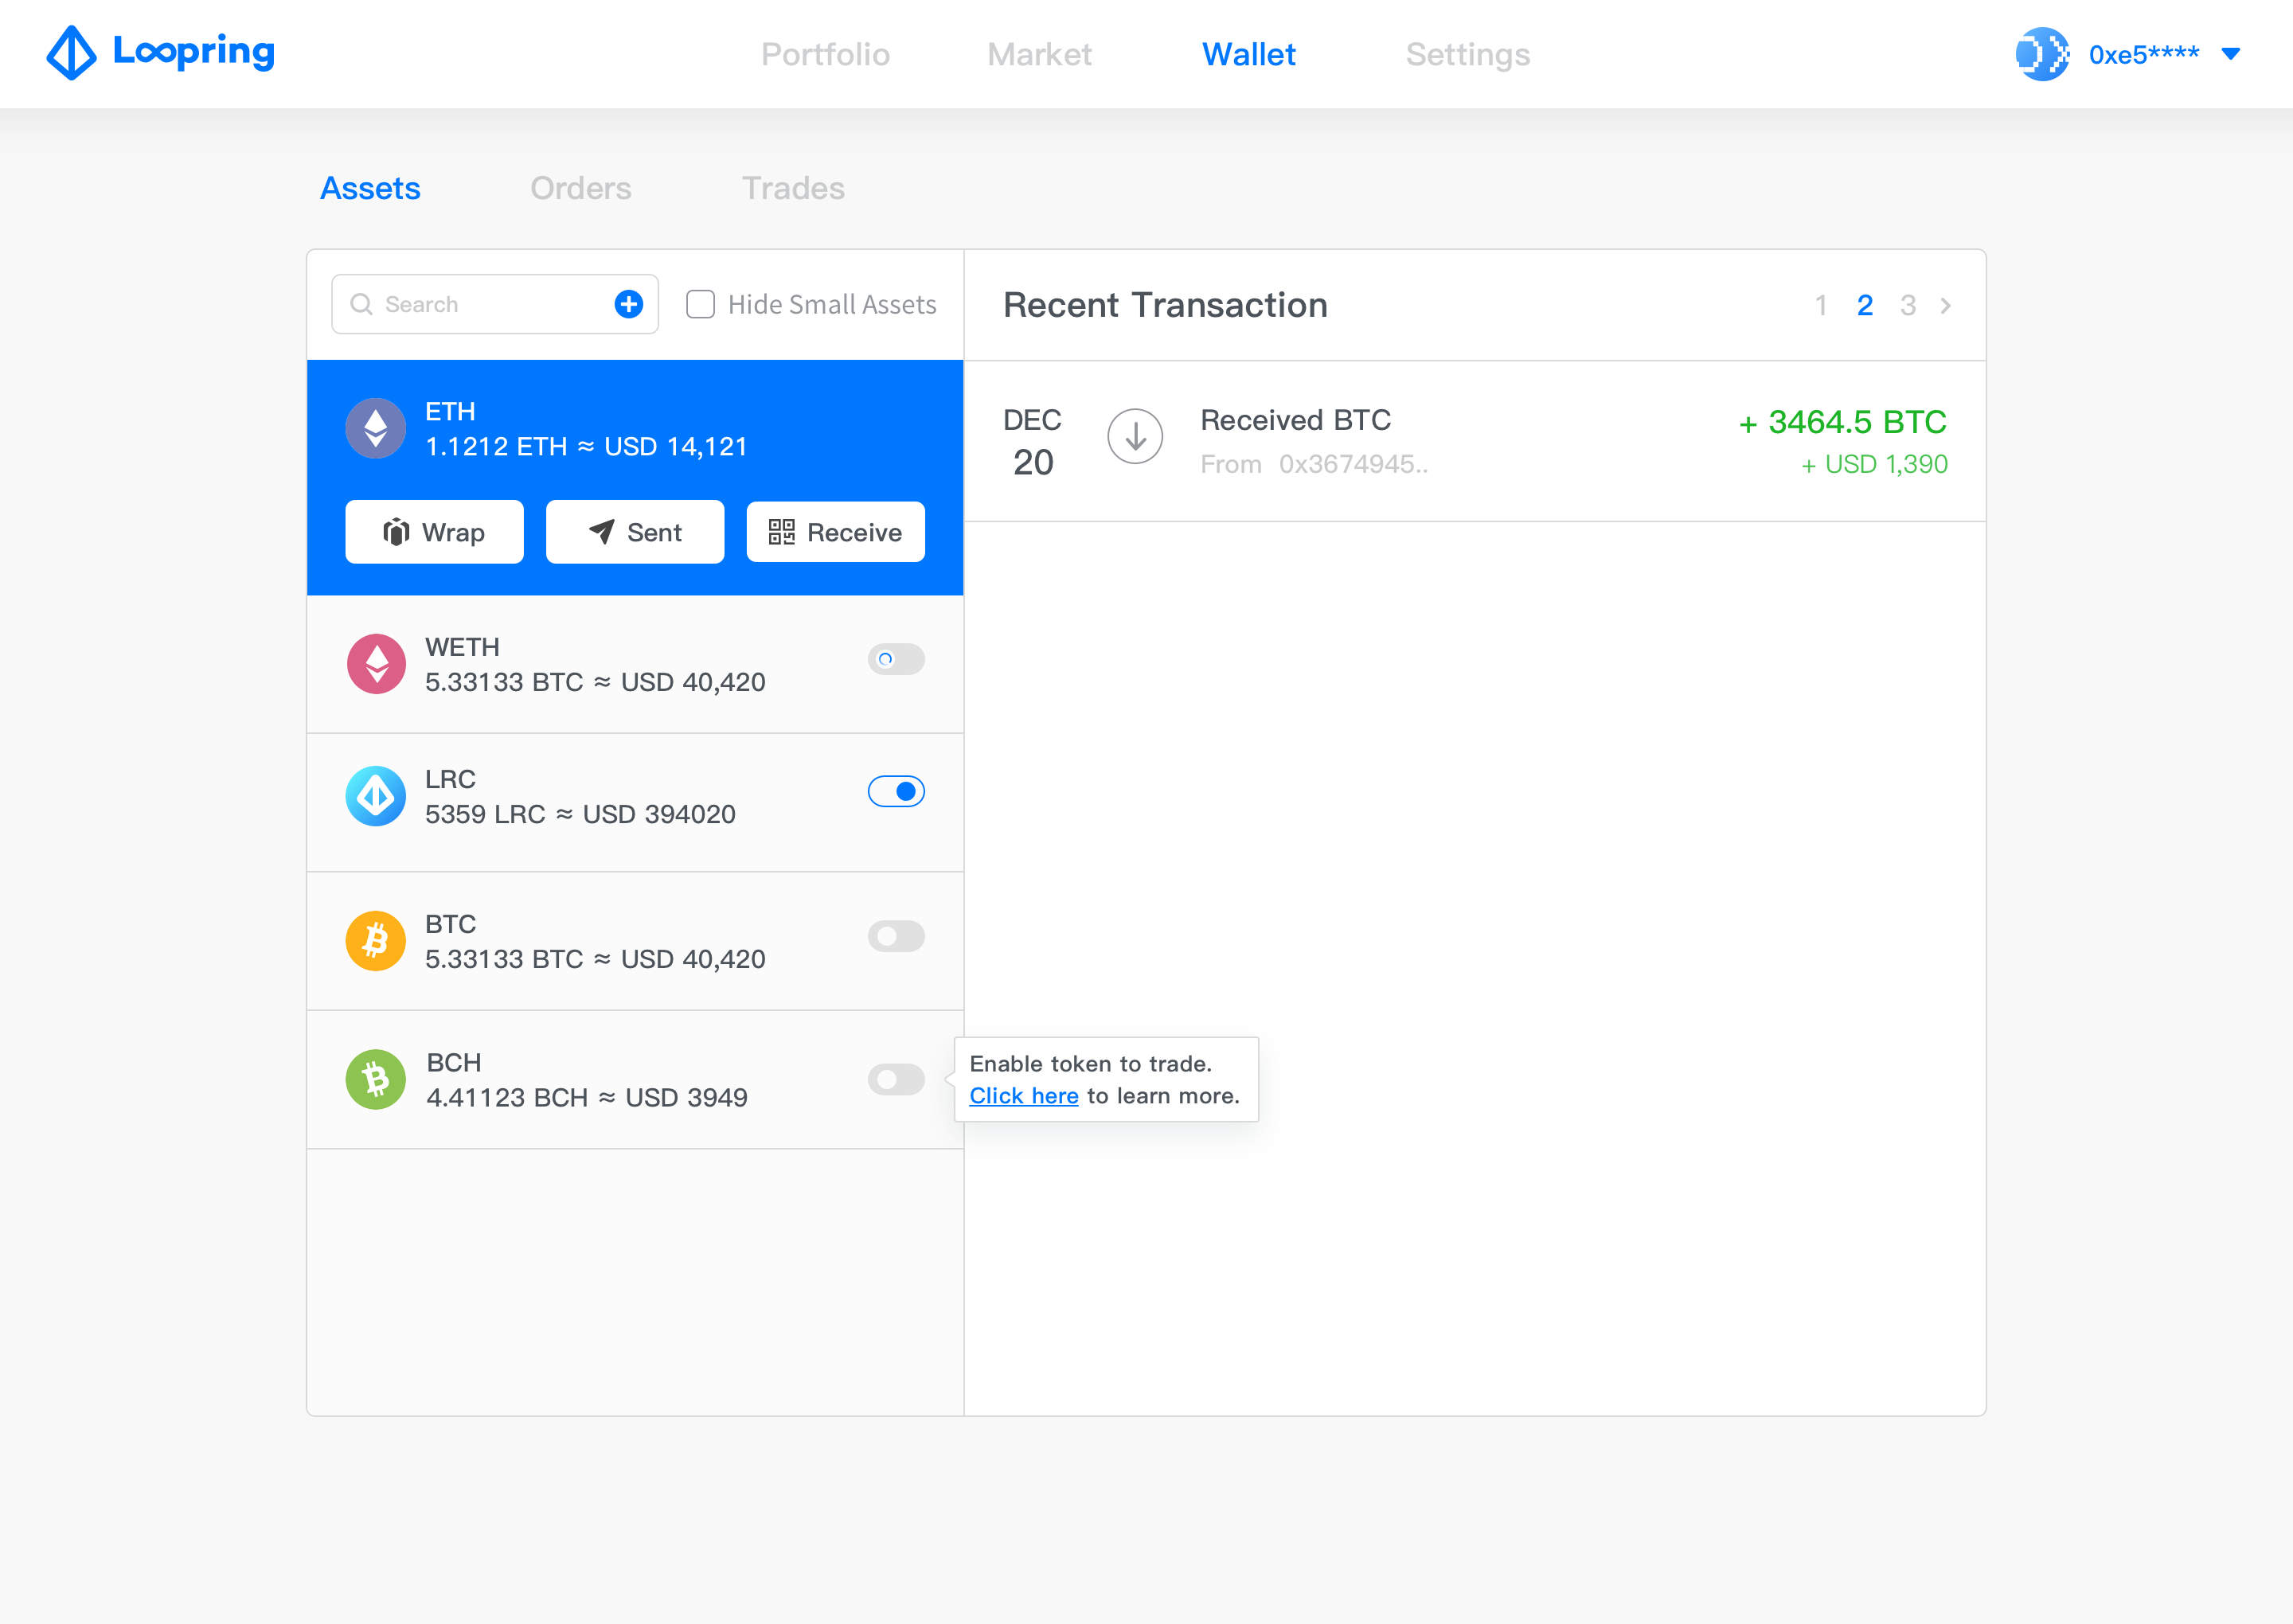 Loopring
Portfolio Market Wallet Settings
0xe5****
Assets Orders Trades
Search
Hide Small Assets
Recent Transaction
1 2 3 >
ETH
1.1212 ETH ≈ USD 14,121
Wrap Sent Receive
WETH
5.33133 BTC ≈ USD 40,420
LRC
5359 LRC ≈ USD 394020
BTC
5.33133 BTC ≈ USD 40,420
BCH
4.41123 BCH ≈ USD 3949
Enable token to trade.
Click here to learn more.
DEC
20
Received BTC
From 0x3674945..
+ 3464.5 BTC
+ USD 1,390